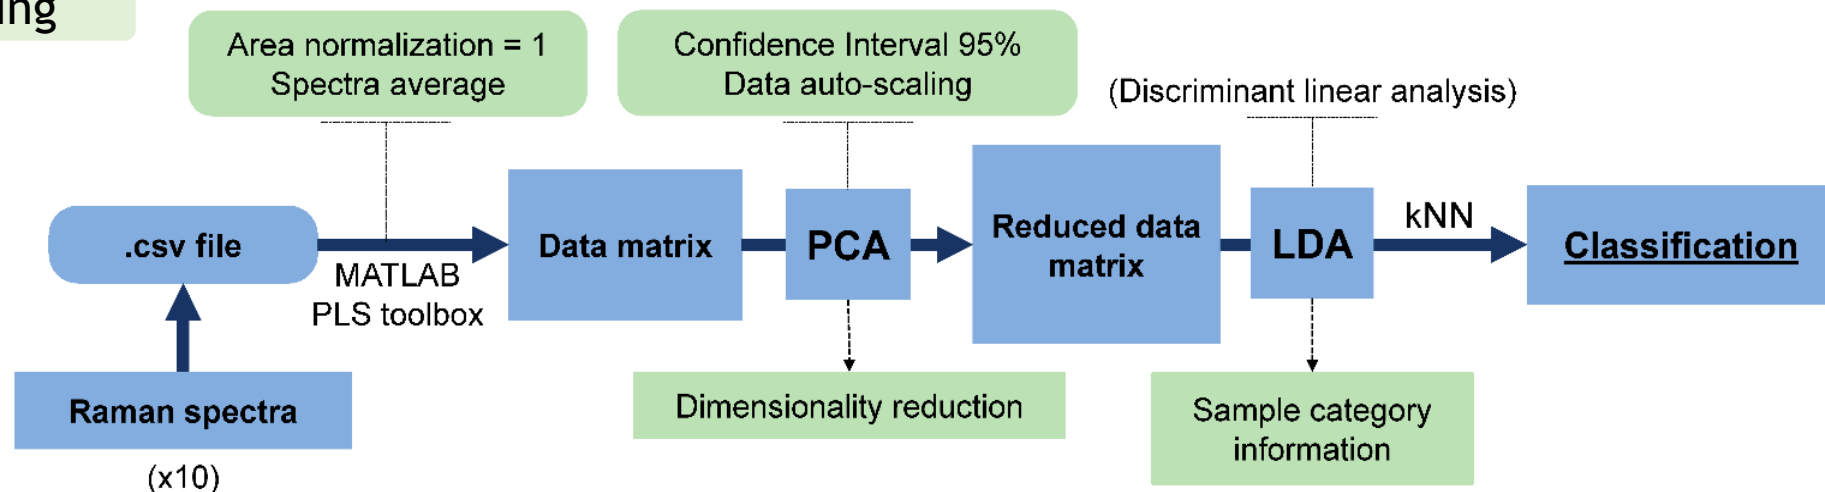 Area normalization = 1
Spectra average
Confidence Interval 95%
Data auto-scaling
(Discriminant linear analysis)
.csv file
MATLAB
PLS toolbox
Data matrix
PCA
Reduced data
matrix
LDA
kNN
Classification
Raman spectra
(x10)
Dimensionality reduction
Sample category
information